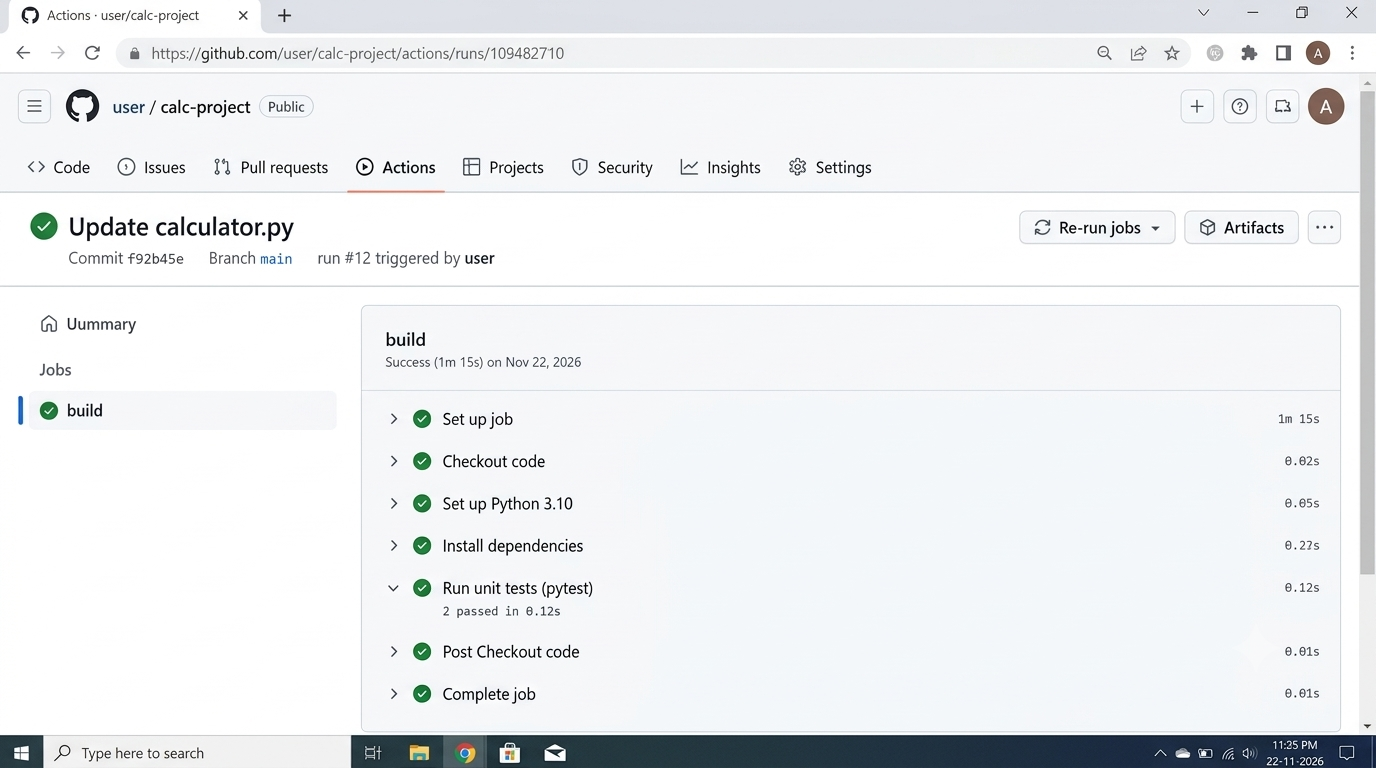 Actions · user/calc-project
https://github.com/user/calc-project/actions/runs/109482710
A
user / calc-project Public
A
Code Issues Pull requests Actions Projects Security Insights Settings
Update calculator.py
Re-run jobs Artifacts
Commit f92b45e Branch main run #12 triggered by user
Uummary
Jobs
build
build
Success (1m 15s) on Nov 22, 2026
Set up job 1m 15s
Checkout code 0.02s
Set up Python 3.10 0.05s
Install dependencies 0.27s
Run unit tests (pytest) 0.12s
2 passed in 0.12s
Post Checkout code 0.01s
Complete job 0.01s
Type here to search
11:25 PM
22-11-2026